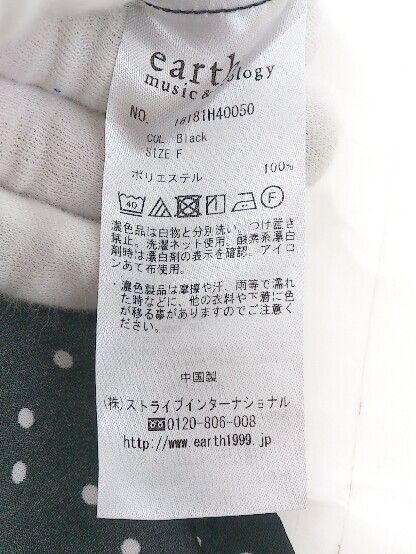 earth
music & ecology
NO. 18181H40050
COL Black
SIZE F
ポリエステル 100%
40 F
濃色品は白物と分別洗い、つけ置き
禁止。洗濯ネット使用。酸素系漂白
剤時は漂白剤の表示を確認。アイロ
ンあて布使用。
・濃色製品は摩擦や汗、雨等で濡れ
た時などに、他の衣料や下着に色
が移る事がありますのでご注意く
ださい。
中国製
(株)ストライプインターナショナル
0120-806-008
http://www.earth1999.jp